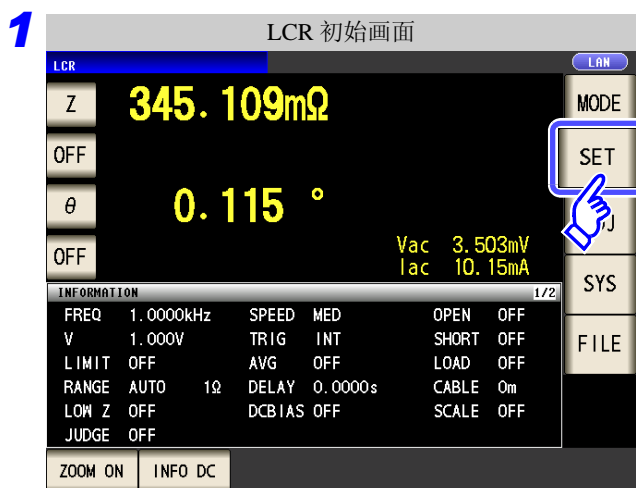 1
LCR 初始画面
LCR
LAN
Z 345.109mΩ
MODE
OFF
SET
θ 0.115 °
OFF
Vac 3.503mV
Iac 10.15mA
SYS
INFORMATION 1/2
FREQ 1.0000kHz SPEED MED OPEN OFF
V 1.000V TRIG INT SHORT OFF
FILE
LIMIT OFF AVG OFF LOAD OFF
RANGE AUTO 1Ω DELAY 0.0000s CABLE 0m
LOW Z OFF DCBIAS OFF SCALE OFF
JUDGE OFF
ZOOM ON INFO DC